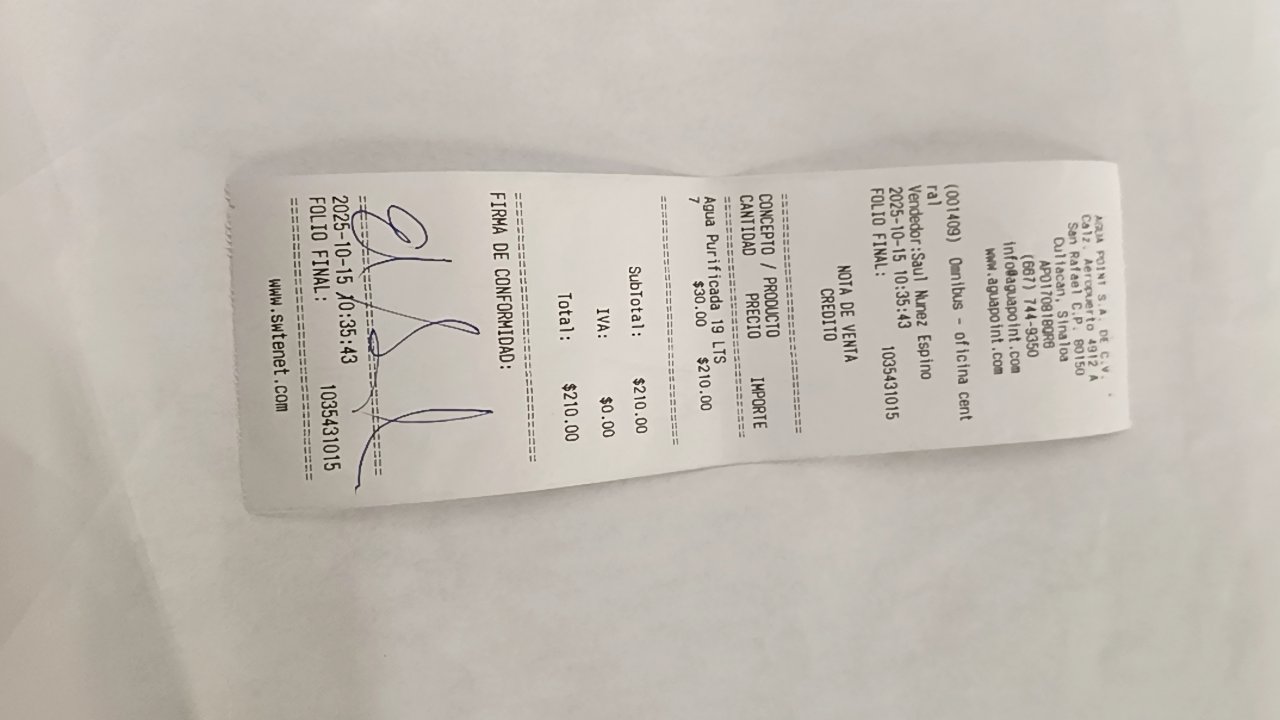 AGUA POINT S.A. DE C.V.
Calz. Aeropuerto 4912 A
San Rafael C.P. 80150
Culiacan, Sinaloa
APO170818QR6
(667) 744-9350
info@aguapoint.com
www.aguapoint.com
(001409) Omnibus - oficina cent
ral
Vendedor:Saul Nunez Espino
2025-10-15 10:35:43
FOLIO FINAL: 1035431015
NOTA DE VENTA
CREDITO
================================
CONCEPTO / PRODUCTO
CANTIDAD PRECIO IMPORTE
================================
Agua Purificada 19 LTS
7 $30.00 $210.00
================================
SubTotal: $210.00
IVA: $0.00
Total: $210.00
================================
FIRMA DE CONFORMIDAD:
================================
2025-10-15 10:35:43
FOLIO FINAL: 1035431015
================================
www.swtenet.com